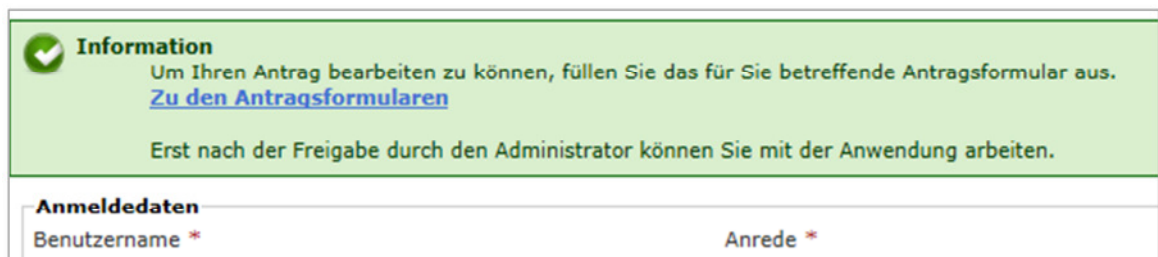 Information
Um Ihren Antrag bearbeiten zu können, füllen Sie das für Sie betreffende Antragsformular aus.
Zu den Antragsformularen
Erst nach der Freigabe durch den Administrator können Sie mit der Anwendung arbeiten.
Anmeldedaten
Benutzername * Anrede *